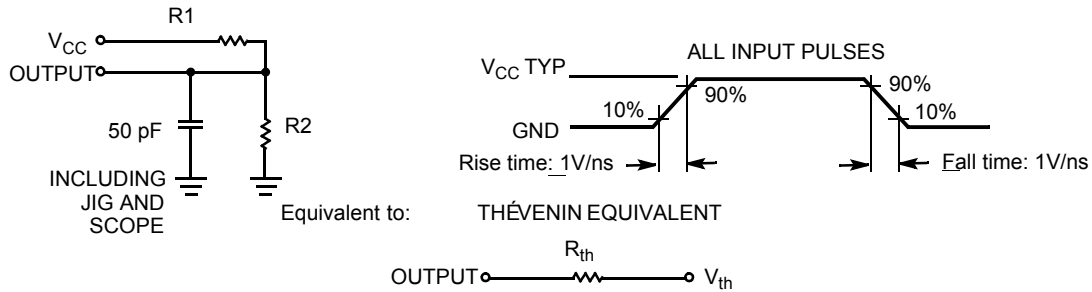 R1
VCC
OUTPUT
50 pF
R2
INCLUDING
JIG AND
SCOPE
ALL INPUT PULSES
VCC TYP
GND
10%
90%
90%
10%
Rise time: 1V/ns
Fall time: 1V/ns
Equivalent to:
THÉVENIN EQUIVALENT
Rth
OUTPUT
Vth